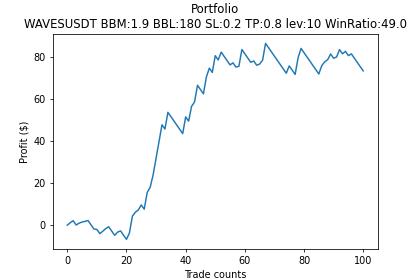 Portfolio
WAVESUSDT BBM:1.9 BBL:180 SL:0.2 TP:0.8 lev:10 WinRatio:49.0
80
60
40
20
0
Profit ($)
0 20 40 60 80 100
Trade counts